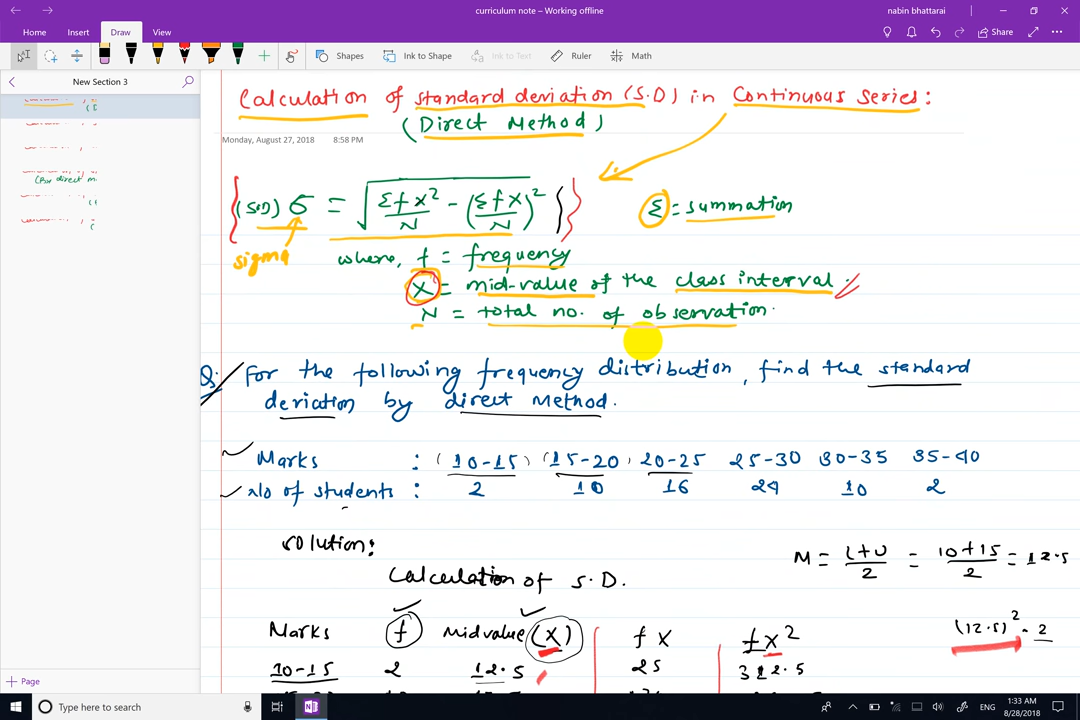 curriculum note – Working offline
nabin bhattarai
Home Insert Draw View
Share
Shapes Ink to Shape Ink to Text Ruler Math
New Section 3
Calculation of standard deviation (S.D) in Continuous Series:
(Direct Method)
Monday, August 27, 2018 8:58 PM
(S.D) σ = √ Σfx²/N - (Σfx/N)²
Σ = summation
sigma
where, f = frequency
X = mid-value of the class interval
N = total no. of observation.
Q: For the following frequency distribution, find the standard
deviation by direct method.
Marks : (10-15) (15-20) 20-25 25-30 30-35 35-40
No of students : 2 10 16 24 10 2
Solution:
M = L+U/2 = 10+15/2 = 12.5
Calculation of S.D.
Marks f Midvalue (X) fX fx²
(12.5)² · 2
10-15 2 12.5 25 312.5
Page
Type here to search
ENG
1:33 AM
8/28/2018